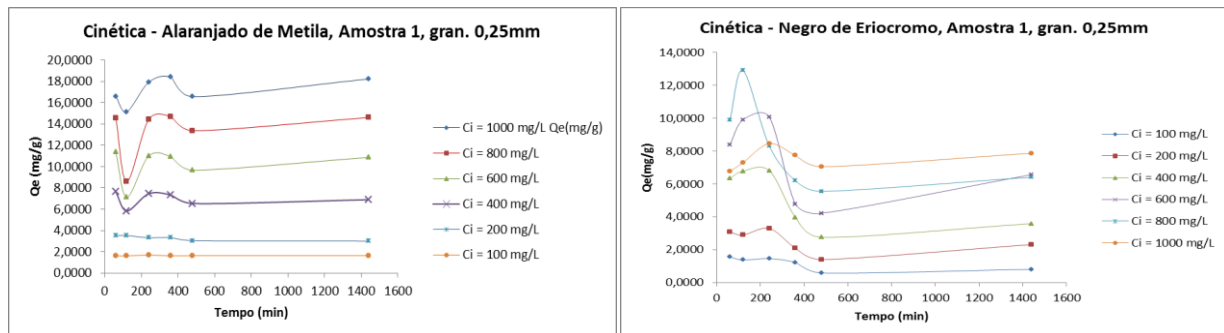 Cinética - Alaranjado de Metila, Amostra 1, gran. 0,25mm
20,0000
18,0000
16,0000
14,0000
12,0000
10,0000
8,0000
6,0000
4,0000
2,0000
0,0000
Qe (mg/g)
0 200 400 600 800 1000 1200 1400 1600
Tempo (min)
Ci = 1000 mg/L Qe(mg/g)
Ci = 800 mg/L
Ci = 600 mg/L
Ci = 400 mg/L
Ci = 200 mg/L
Ci = 100 mg/L
Cinética - Negro de Eriocromo, Amostra 1, gran. 0,25mm
14,0000
12,0000
10,0000
8,0000
6,0000
4,0000
2,0000
0,0000
Qe(mg/g)
0 200 400 600 800 1000 1200 1400 1600
Tempo (min)
Ci = 100 mg/L
Ci = 200 mg/L
Ci = 400 mg/L
Ci = 600 mg/L
Ci = 800 mg/L
Ci = 1000 mg/L